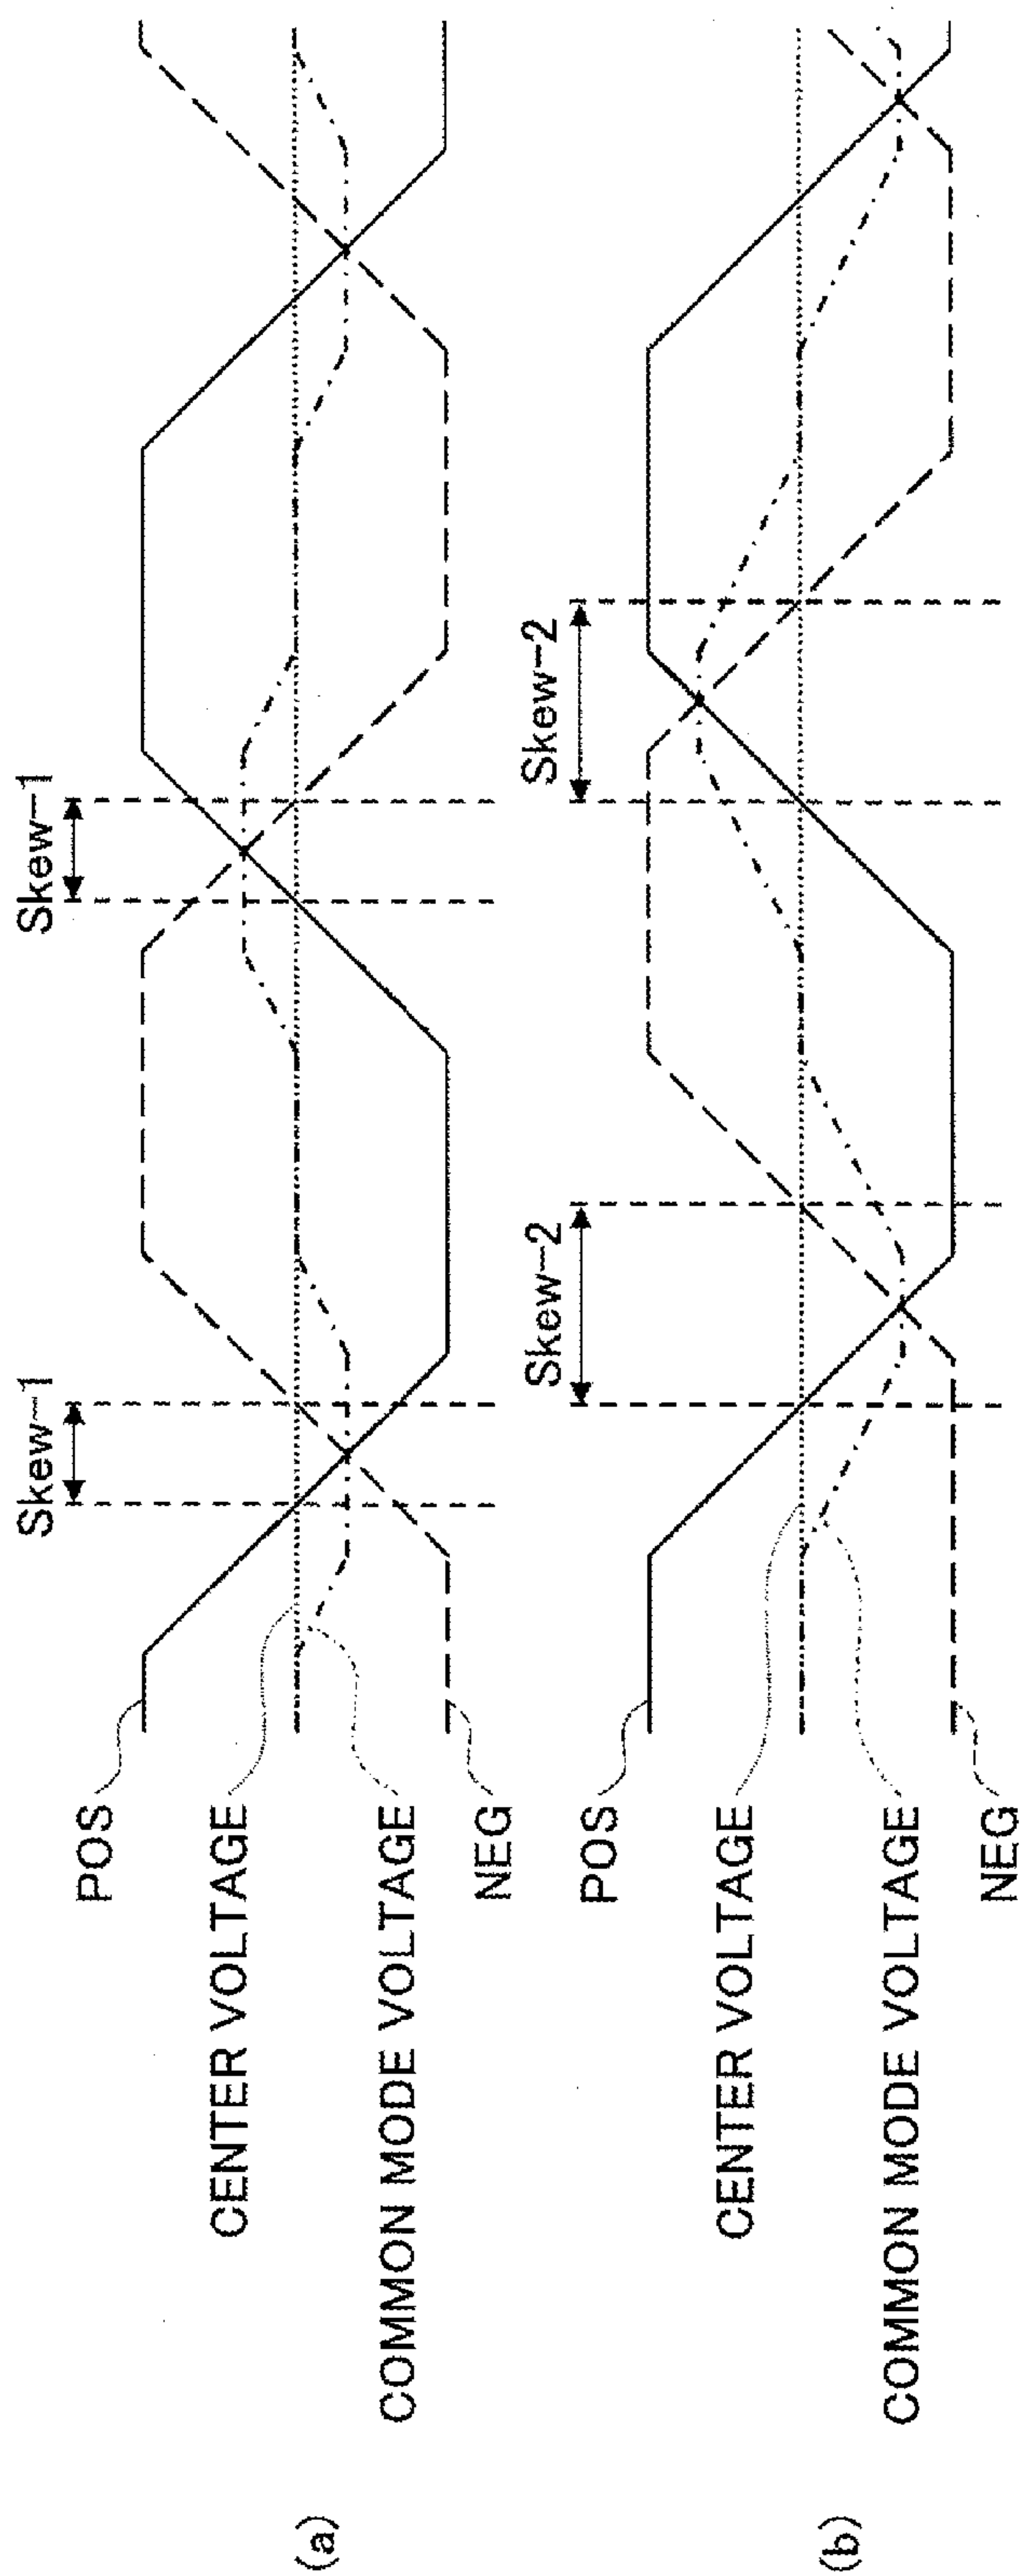 Skew-1
Skew-1
POS
CENTER VOLTAGE
COMMON MODE VOLTAGE
NEG
(a)
Skew-2
Skew-2
POS
CENTER VOLTAGE
COMMON MODE VOLTAGE
NEG
(b)